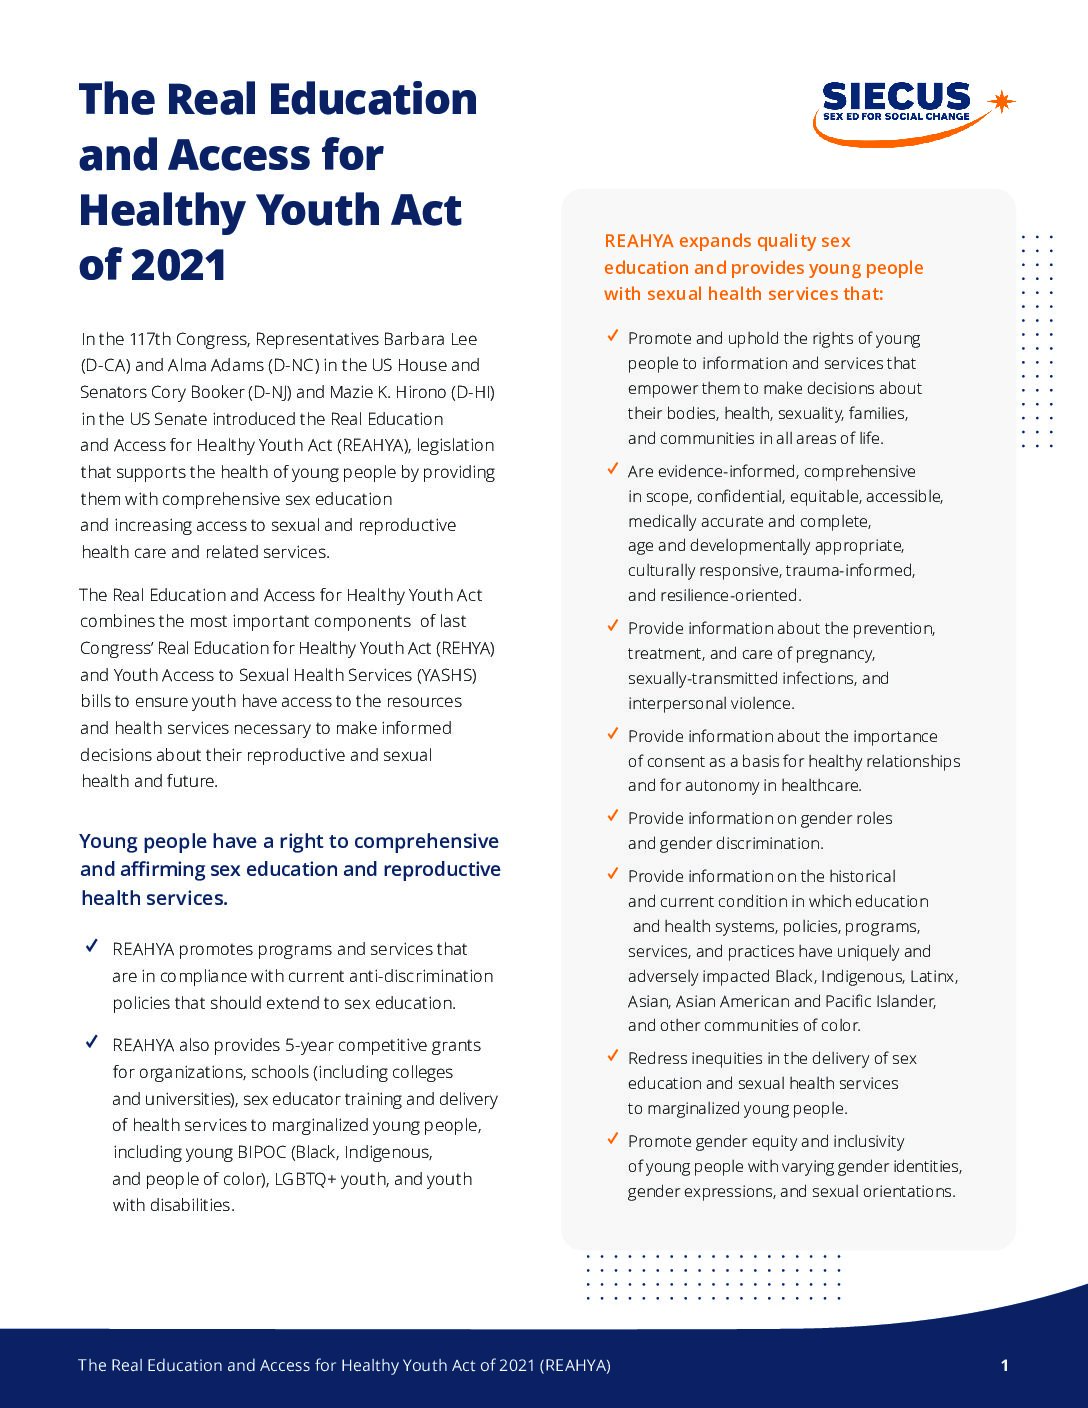 The Real Education
and Access for
Healthy Youth Act
of 2021
In the 117th Congress, Representatives Barbara Lee
(D-CA) and Alma Adams (D-NC) in the US House and
Senators Cory Booker (D-NJ) and Mazie K. Hirono (D-HI)
in the US Senate introduced the Real Education
and Access for Healthy Youth Act (REAHYA), legislation
that supports the health of young people by providing
them with comprehensive sex education
and increasing access to sexual and reproductive
health care and related services.
The Real Education and Access for Healthy Youth Act
combines the most important components of last
Congress’ Real Education for Healthy Youth Act (REHYA)
and Youth Access to Sexual Health Services (YASHS)
bills to ensure youth have access to the resources
and health services necessary to make informed
decisions about their reproductive and sexual
health and future.
Young people have a right to comprehensive
and affirming sex education and reproductive
health services.
✓ REAHYA promotes programs and services that
are in compliance with current anti-discrimination
policies that should extend to sex education.
✓ REAHYA also provides 5-year competitive grants
for organizations, schools (including colleges
and universities), sex educator training and delivery
of health services to marginalized young people,
including young BIPOC (Black, Indigenous,
and people of color), LGBTQ+ youth, and youth
with disabilities.
SIECUS
SEX ED FOR SOCIAL CHANGE
REAHYA expands quality sex
education and provides young people
with sexual health services that:
✓ Promote and uphold the rights of young
people to information and services that
empower them to make decisions about
their bodies, health, sexuality, families,
and communities in all areas of life.
✓ Are evidence-informed, comprehensive
in scope, confidential, equitable, accessible,
medically accurate and complete,
age and developmentally appropriate,
culturally responsive, trauma-informed,
and resilience-oriented.
✓ Provide information about the prevention,
treatment, and care of pregnancy,
sexually-transmitted infections, and
interpersonal violence.
✓ Provide information about the importance
of consent as a basis for healthy relationships
and for autonomy in healthcare.
✓ Provide information on gender roles
and gender discrimination.
✓ Provide information on the historical
and current condition in which education
and health systems, policies, programs,
services, and practices have uniquely and
adversely impacted Black, Indigenous, Latinx,
Asian, Asian American and Pacific Islander,
and other communities of color.
✓ Redress inequities in the delivery of sex
education and sexual health services
to marginalized young people.
✓ Promote gender equity and inclusivity
of young people with varying gender identities,
gender expressions, and sexual orientations.
The Real Education and Access for Healthy Youth Act of 2021 (REAHYA)
1